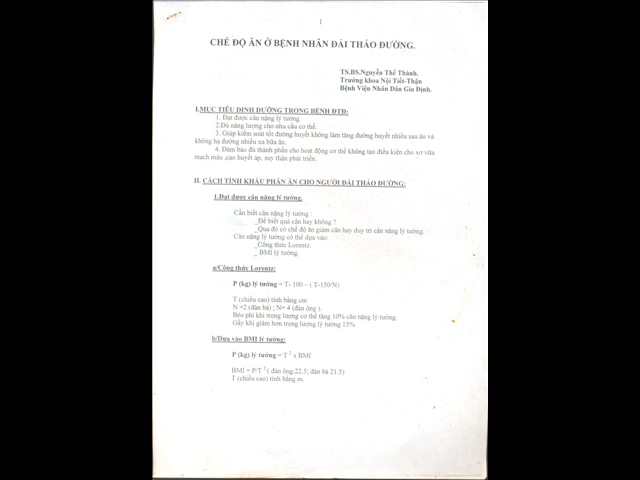 1
CHẾ ĐỘ ĂN Ở BỆNH NHÂN ĐÁI THÁO ĐƯỜNG.
TS.BS.Nguyễn Thế Thành.
Trưởng khoa Nội Tiết-Thận
Bệnh Viện Nhân Dân Gia Định.
I.MỤC TIÊU DINH DƯỠNG TRONG BỆNH ĐTĐ:
1. Đạt được cân nặng lý tưởng.
2.Đủ năng lượng cho nhu cầu cơ thể.
3. Giúp kiểm soát tốt đường huyết không làm tăng đường huyết nhiều sau ăn và
không hạ đường nhiều xa bữa ăn.
4. Đảm bảo đủ thành phần cho hoạt động cơ thể không tạo điều kiện cho xơ vữa
mạch máu ,cao huyết áp, suy thận phát triển.
II. CÁCH TÍNH KHẨU PHẦN ĂN CHO NGƯỜI ĐÁI THÁO ĐƯỜNG:
1.Đạt được cân nặng lý tưởng.
Cần biết cân nặng lý tưởng :
_Để biết quá cân hay không ?
_Qua đó có chế độ ăn giảm cân hay duy trì cân nặng lý tưởng.
Cân nặng lý tưởng có thể dựa vào:
_Công thức Lorentz.
_ BMI lý tưởng.
a/Công thức Lorentz:
P (kg) lý tưởng = T- 100 – ( T-150/N)
T (chiều cao) tính bằng cm
N =2 (đàn bà) ; N= 4 (đàn ông ).
Béo phì khi trọng lượng cơ thể tăng 10% cân nặng lý tưởng.
Gầy khi giảm hơn trọng lượng lý tưởng 15%
b/Dựa vào BMI lý tưởng:
P (kg) lý tưởng = T ² x BMI
BMI = P/T ² ( đàn ông:22.5; đàn bà 21.5)
T (chiều cao) tính bằng m.